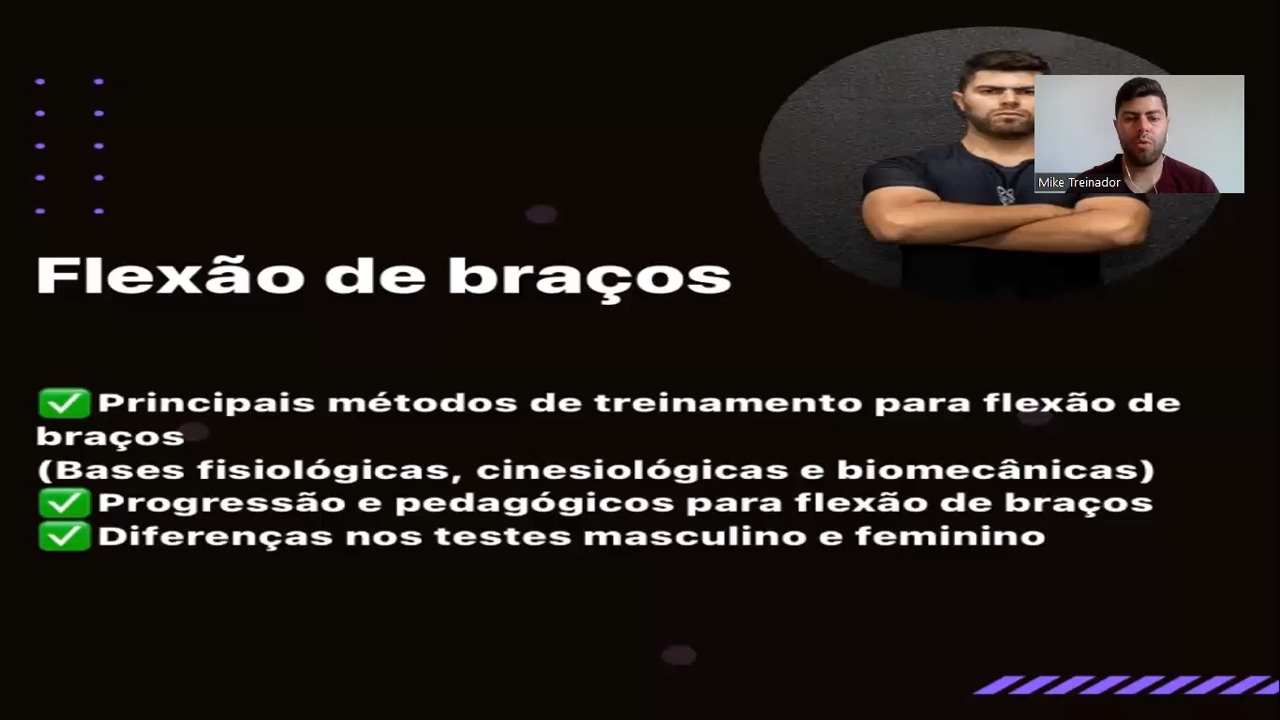 Mike Treinador
Flexão de braços
✅ Principais métodos de treinamento para flexão de
braços
(Bases fisiológicas, cinesiológicas e biomecânicas)
✅ Progressão e pedagógicos para flexão de braços
✅ Diferenças nos testes masculino e feminino